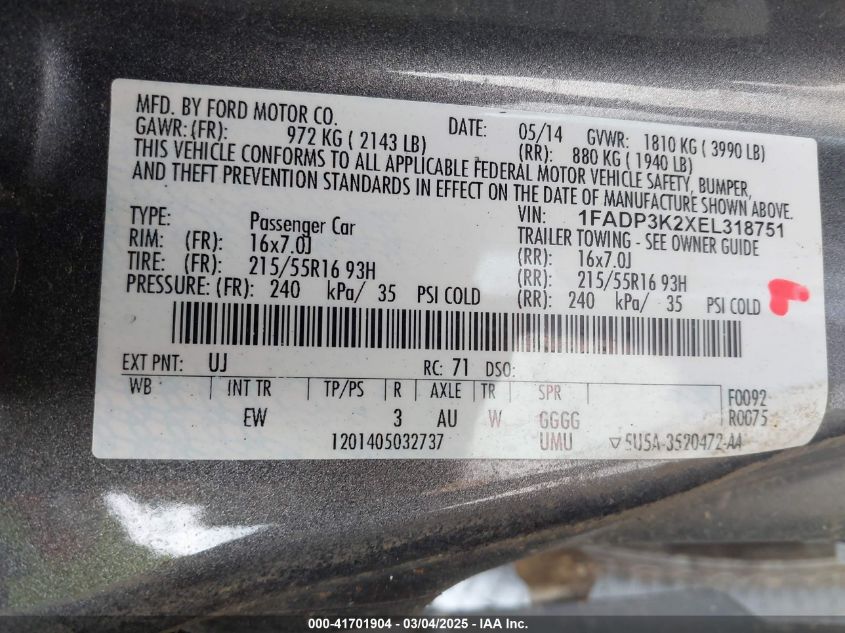 MFD. BY FORD MOTOR CO.
DATE: 05/14 GVWR: 1810 KG ( 3990 LB)
GAWR: (FR): 972 KG ( 2143 LB) (RR): 880 KG ( 1940 LB)
THIS VEHICLE CONFORMS TO ALL APPLICABLE FEDERAL MOTOR VEHICLE SAFETY, BUMPER,
AND THEFT PREVENTION STANDARDS IN EFFECT ON THE DATE OF MANUFACTURE SHOWN ABOVE.
VIN: 1FADP3K2XEL318751
TYPE: Passenger Car TRAILER TOWING - SEE OWNER GUIDE
RIM: (FR): 16x7.0J (RR): 16x7.0J
TIRE: (FR): 215/55R16 93H (RR): 215/55R16 93H
PRESSURE: (FR): 240 kPa/ 35 PSI COLD (RR): 240 kPa/ 35 PSI COLD
EXT PNT: UJ RC: 71 DSO:
WB INT TR TP/PS R AXLE TR SPR F0092
EW 3 AU W GGGG R0075
1201405032737 UMU 5U5A-3520472-A4
000-41701904 - 03/04/2025 - IAA Inc.